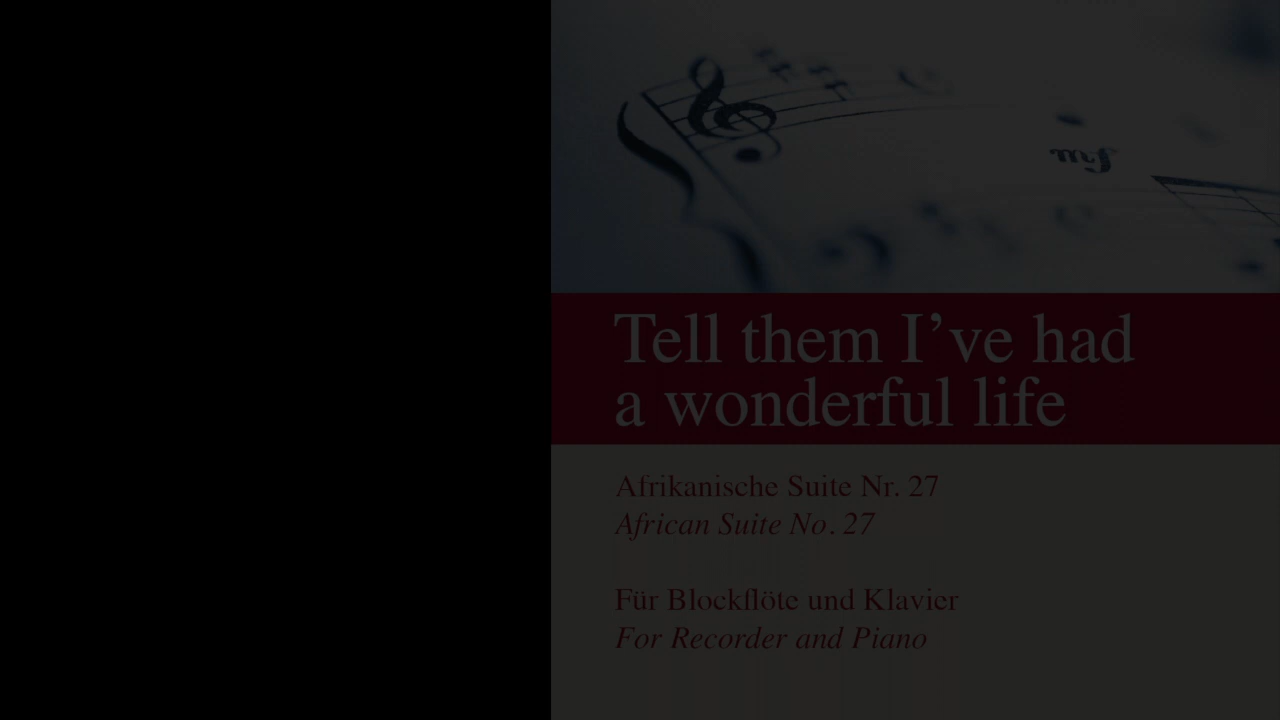 Tell them I've had
a wonderful life
Afrikanische Suite Nr. 27
African Suite No. 27
Für Blockflöte und Klavier
For Recorder and Piano